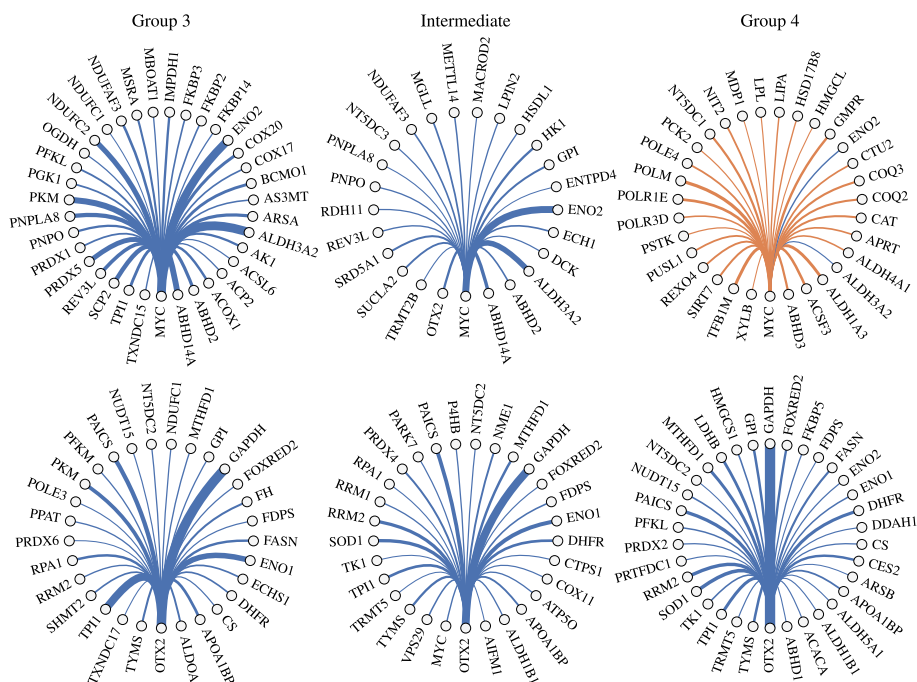 Group 3
Intermediate
Group 4
MBOAT1
IMPDH1
MSRA
FKBP3
NDUFAF3
FKBP2
NDUFC1
FKBP14
NDUFC2
ENO2
OGDH
COX20
PFKL
COX17
PGK1
BCMO1
PKM
AS3MT
PNPLA8
ARSA
PNPO
ALDH3A2
PRDX1
AK1
PRDX5
ACSL6
REV3L
ACP2
SCP2
ACOX1
TPI1
ABHD2
TXNDC15
ABHD14A
MYC
METTL14
MACROD2
MGLL
LPIN2
NDUFAF3
HSDL1
NT5DC3
HK1
PNPLA8
GPI
PNPO
ENTPD4
RDH11
ENO2
REV3L
ECH1
SRD5A1
DCK
SUCLA2
ALDH3A2
TRMT2B
ABHD2
OTX2
ABHD14A
MYC
LPL
LIPA
MDP1
HSD17B8
NIT2
HMGCL
NT5DC1
GMPR
PCK2
ENO2
POLE4
CTU2
POLM
COQ3
POLR1E
COQ2
POLR3D
CAT
PSTK
APRT
PUSL1
ALDH4A1
REXO4
ALDH3A2
SIRT7
ALDH1A3
TFB1M
ACSF3
XYLB
ABHD3
MYC
NT5DC2
NDUFC1
NUDT15
MTHFD1
PAICS
GPI
PFKM
GAPDH
PKM
FOXRED2
POLE3
FH
PPAT
FDPS
PRDX6
FASN
RPA1
ENO1
RRM2
ECHS1
SHMT2
DHFR
TPI1
CS
TXNDC17
APOA1BP
TYMS
ALDOA
OTX2
P4HB
NT5DC2
PAICS
NME1
PARK7
MTHFD1
PRDX4
GAPDH
RPA1
FOXRED2
RRM1
FDPS
RRM2
ENO1
SOD1
DHFR
TK1
CTPS1
TPI1
COX11
TRMT5
ATP5O
TYMS
APOA1BP
VPS29
ALDH1B1
MYC
AIFM1
OTX2
GAPDH
GPI
FOXRED2
HMGCS1
FKBP5
LDHB
FDPS
MTHFD1
FASN
NT5DC2
ENO2
NUDT15
ENO1
PAICS
DHFR
PFKL
DDAH1
PRDX2
CS
PRTFDC1
CES2
RRM2
ARSB
SOD1
APOA1BP
TK1
ALDH5A1
TPI1
ALDH1B1
TRMT5
ACACA
TYMS
ABHD1
OTX2